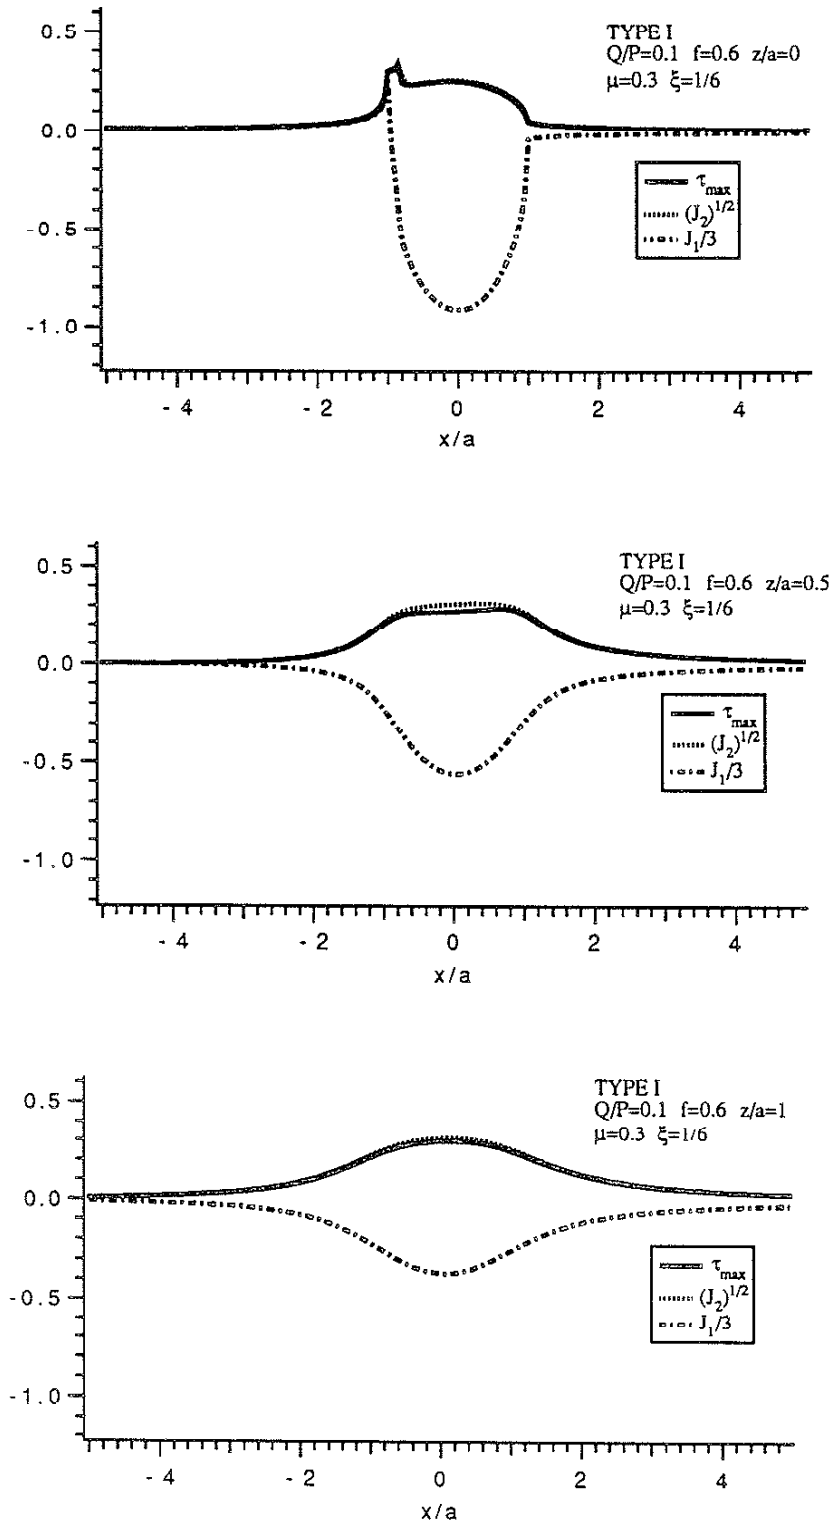 TYPE I
Q/P=0.1 f=0.6 z/a=0
μ=0.3 ξ=1/6
0.5
0.0
-0.5
-1.0
τmax
(J2)1/2
J1/3
-4 -2 0 2 4
x/a
TYPE I
Q/P=0.1 f=0.6 z/a=0.5
μ=0.3 ξ=1/6
0.5
0.0
-0.5
-1.0
τmax
(J2)1/2
J1/3
-4 -2 0 2 4
x/a
TYPE I
Q/P=0.1 f=0.6 z/a=1
μ=0.3 ξ=1/6
0.5
0.0
-0.5
-1.0
τmax
(J2)1/2
J1/3
-4 -2 0 2 4
x/a